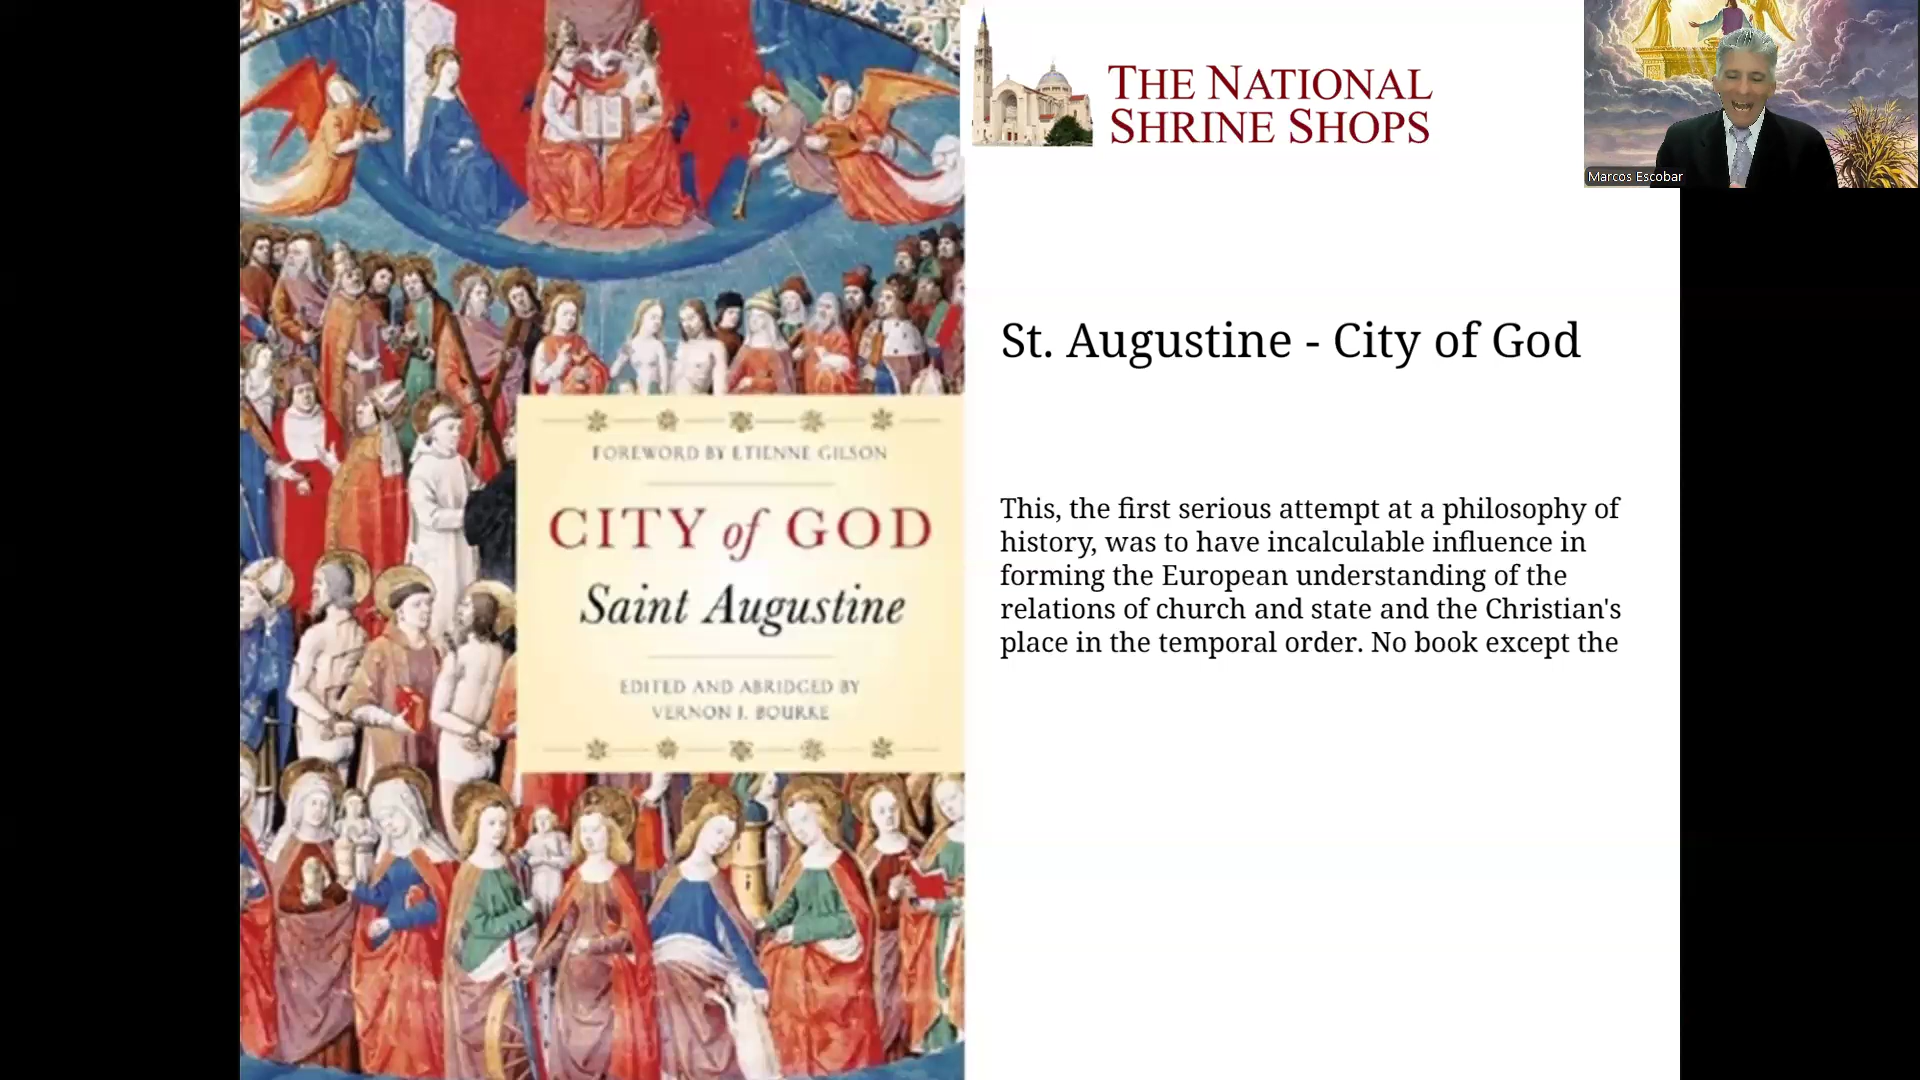 FOREWORD BY ETIENNE GILSON
CITY of GOD
Saint Augustine
EDITED AND ABRIDGED BY
VERNON J. BOURKE
THE NATIONAL
SHRINE SHOPS
Marcos Escobar
St. Augustine - City of God
This, the first serious attempt at a philosophy of
history, was to have incalculable influence in
forming the European understanding of the
relations of church and state and the Christian's
place in the temporal order. No book except the